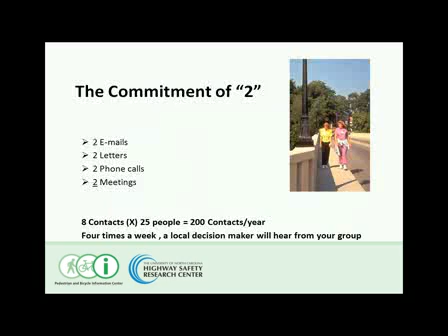 The Commitment of “2”
➢ 2 E-mails
➢ 2 Letters
➢ 2 Phone calls
➢ 2 Meetings
8 Contacts (X) 25 people = 200 Contacts/year
Four times a week , a local decision maker will hear from your group
i
Pedestrian and Bicycle Information Center
THE UNIVERSITY OF NORTH CAROLINA
HIGHWAY SAFETY
RESEARCH CENTER